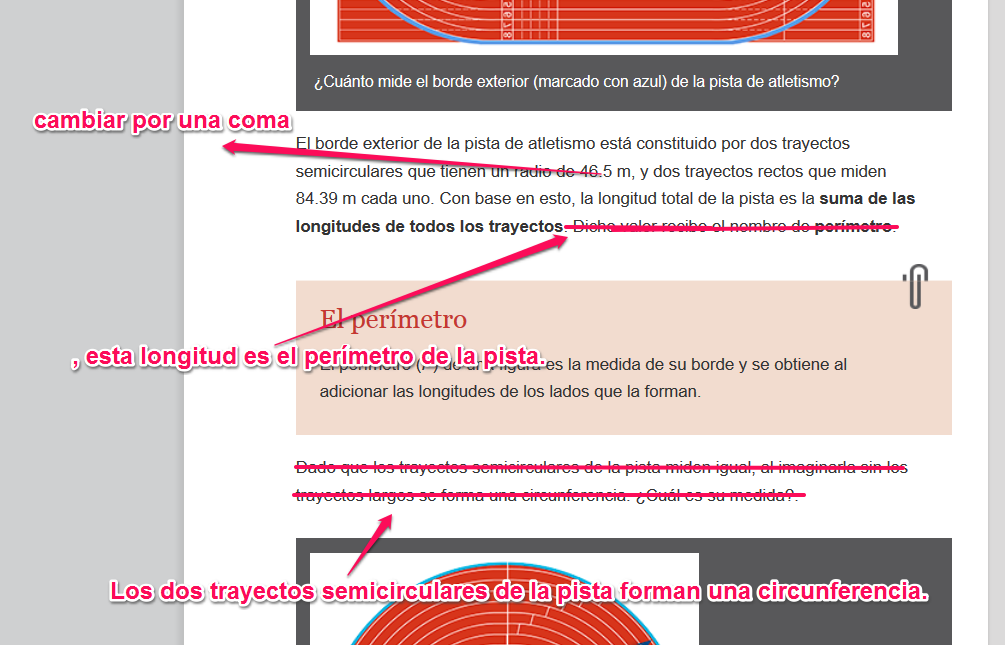 5678
8
¿Cuánto mide el borde exterior (marcado con azul) de la pista de atletismo?
cambiar por una coma
El borde exterior de la pista de atletismo está constituido por dos trayectos
semicirculares que tienen un radio de 46.5 m, y dos trayectos rectos que miden
84.39 m cada uno. Con base en esto, la longitud total de la pista es la suma de las
longitudes de todos los trayectos. Dicho valor recibe el nombre de perímetro.
El perímetro
, esta longitud es el perímetro de la pista.
El perímetro (P) de una figura es la medida de su borde y se obtiene al
adicionar las longitudes de los lados que la forman.
Dado que los trayectos semicirculares de la pista miden igual, al imaginarla sin los
trayectos largos se forma una circunferencia. ¿Cuál es su medida?.
Los dos trayectos semicirculares de la pista forman una circunferencia.